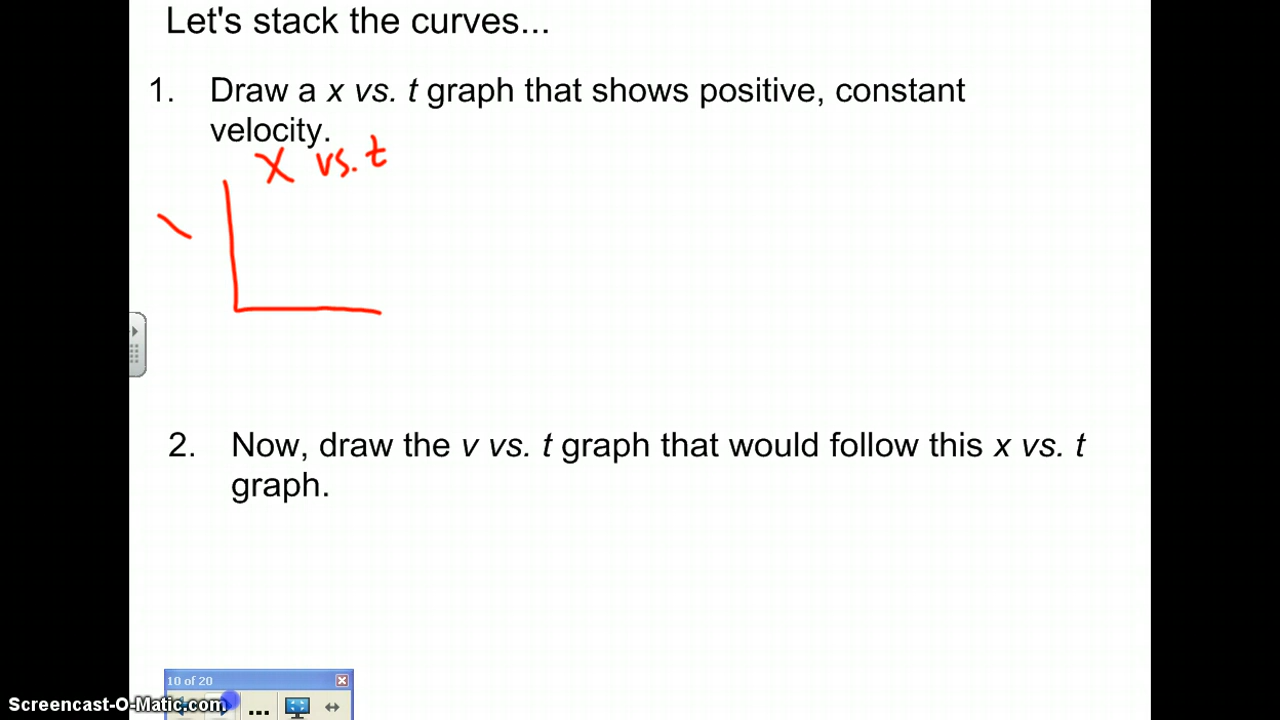 Let's stack the curves...
1. Draw a x vs. t graph that shows positive, constant
velocity.
x vs. t
2. Now, draw the v vs. t graph that would follow this x vs. t
graph.
10 of 20
Screencast-O-Matic.com
...